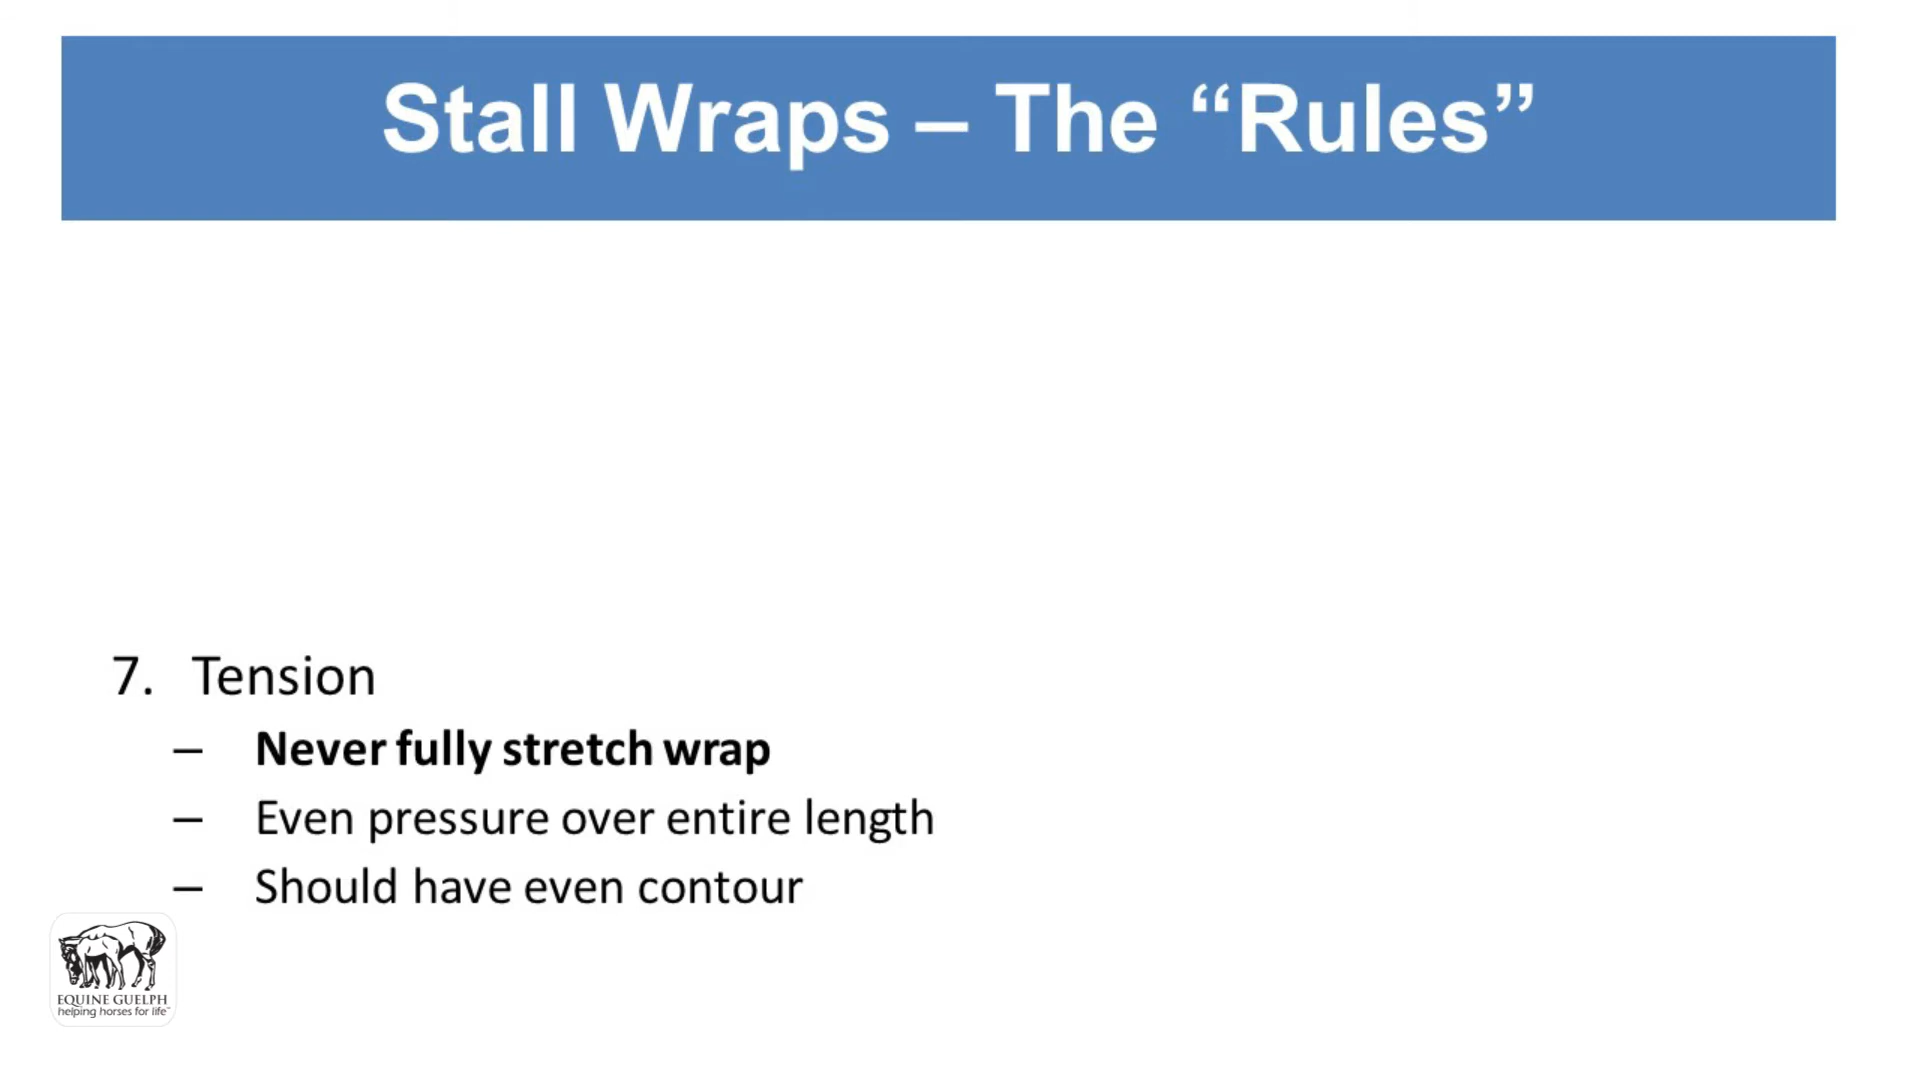 Stall Wraps – The “Rules”
7. Tension
– Never fully stretch wrap
– Even pressure over entire length
– Should have even contour
EQUINE GUELPH
helping horses for life™